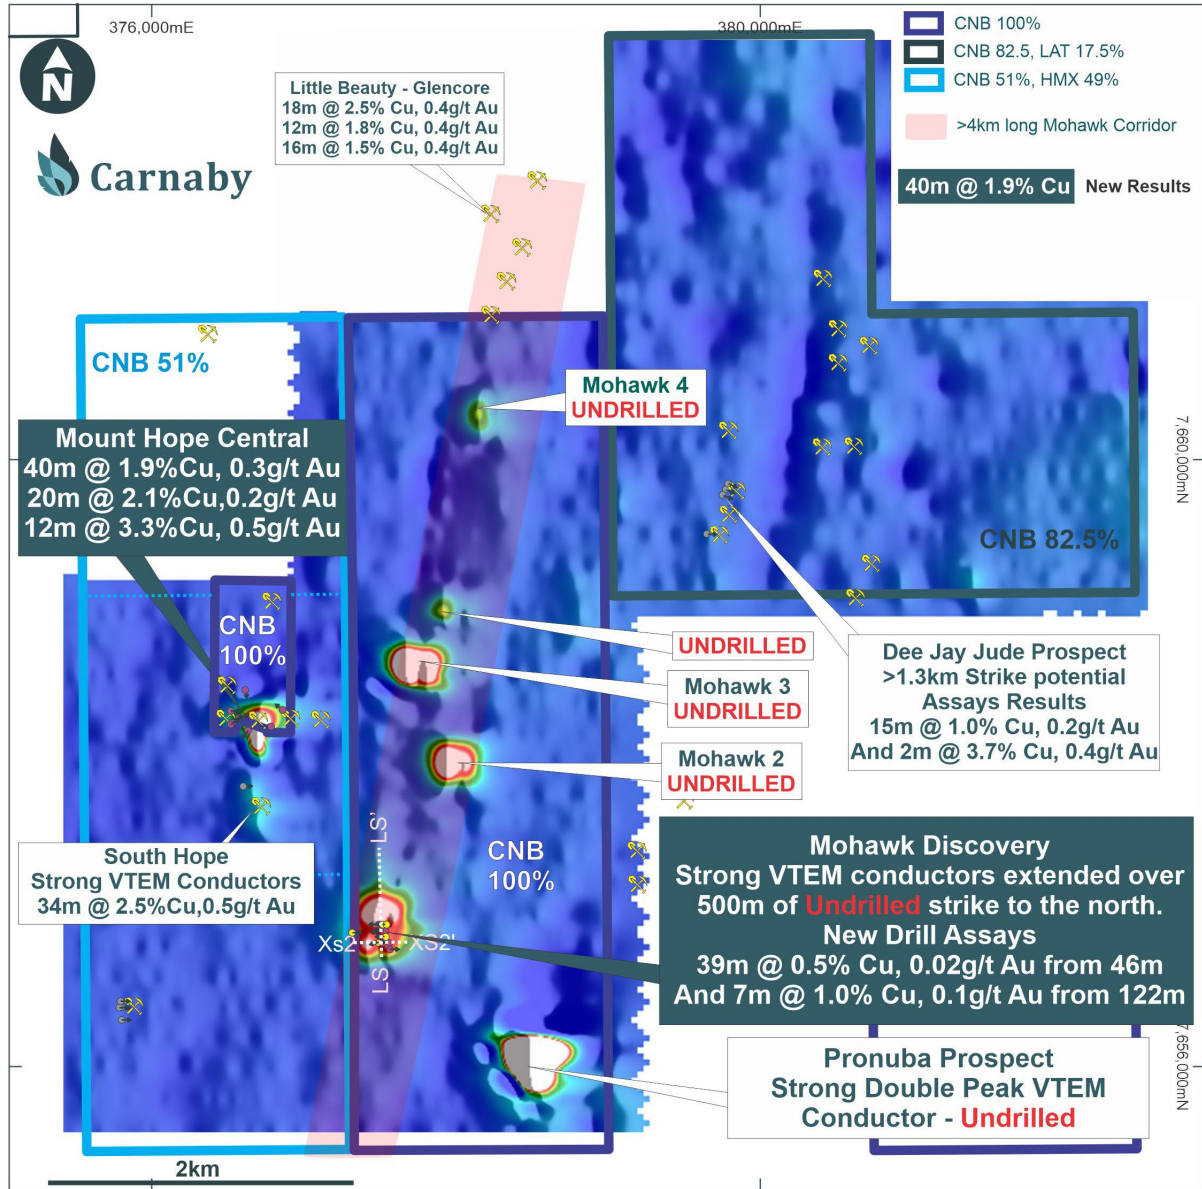 376,000mE
380,000mE
CNB 100%
CNB 82.5, LAT 17.5%
CNB 51%, HMX 49%
>4km long Mohawk Corridor
40m @ 1.9% Cu
New Results
N
Carnaby
Little Beauty - Glencore
18m @ 2.5% Cu, 0.4g/t Au
12m @ 1.8% Cu, 0.4g/t Au
16m @ 1.5% Cu, 0.4g/t Au
CNB 51%
Mohawk 4
UNDRILLED
Mount Hope Central
40m @ 1.9%Cu, 0.3g/t Au
20m @ 2.1%Cu,0.2g/t Au
12m @ 3.3%Cu, 0.5g/t Au
7,660,000mN
CNB 82.5%
CNB
100%
UNDRILLED
Mohawk 3
UNDRILLED
Mohawk 2
UNDRILLED
Dee Jay Jude Prospect
>1.3km Strike potential
Assays Results
15m @ 1.0% Cu, 0.2g/t Au
And 2m @ 3.7% Cu, 0.4g/t Au
South Hope
Strong VTEM Conductors
34m @ 2.5%Cu,0.5g/t Au
CNB
100%
LS'
Xs2
XS2'
LS
Mohawk Discovery
Strong VTEM conductors extended over
500m of Undrilled strike to the north.
New Drill Assays
39m @ 0.5% Cu, 0.02g/t Au from 46m
And 7m @ 1.0% Cu, 0.1g/t Au from 122m
7,656,000mN
Pronuba Prospect
Strong Double Peak VTEM
Conductor - Undrilled
2km